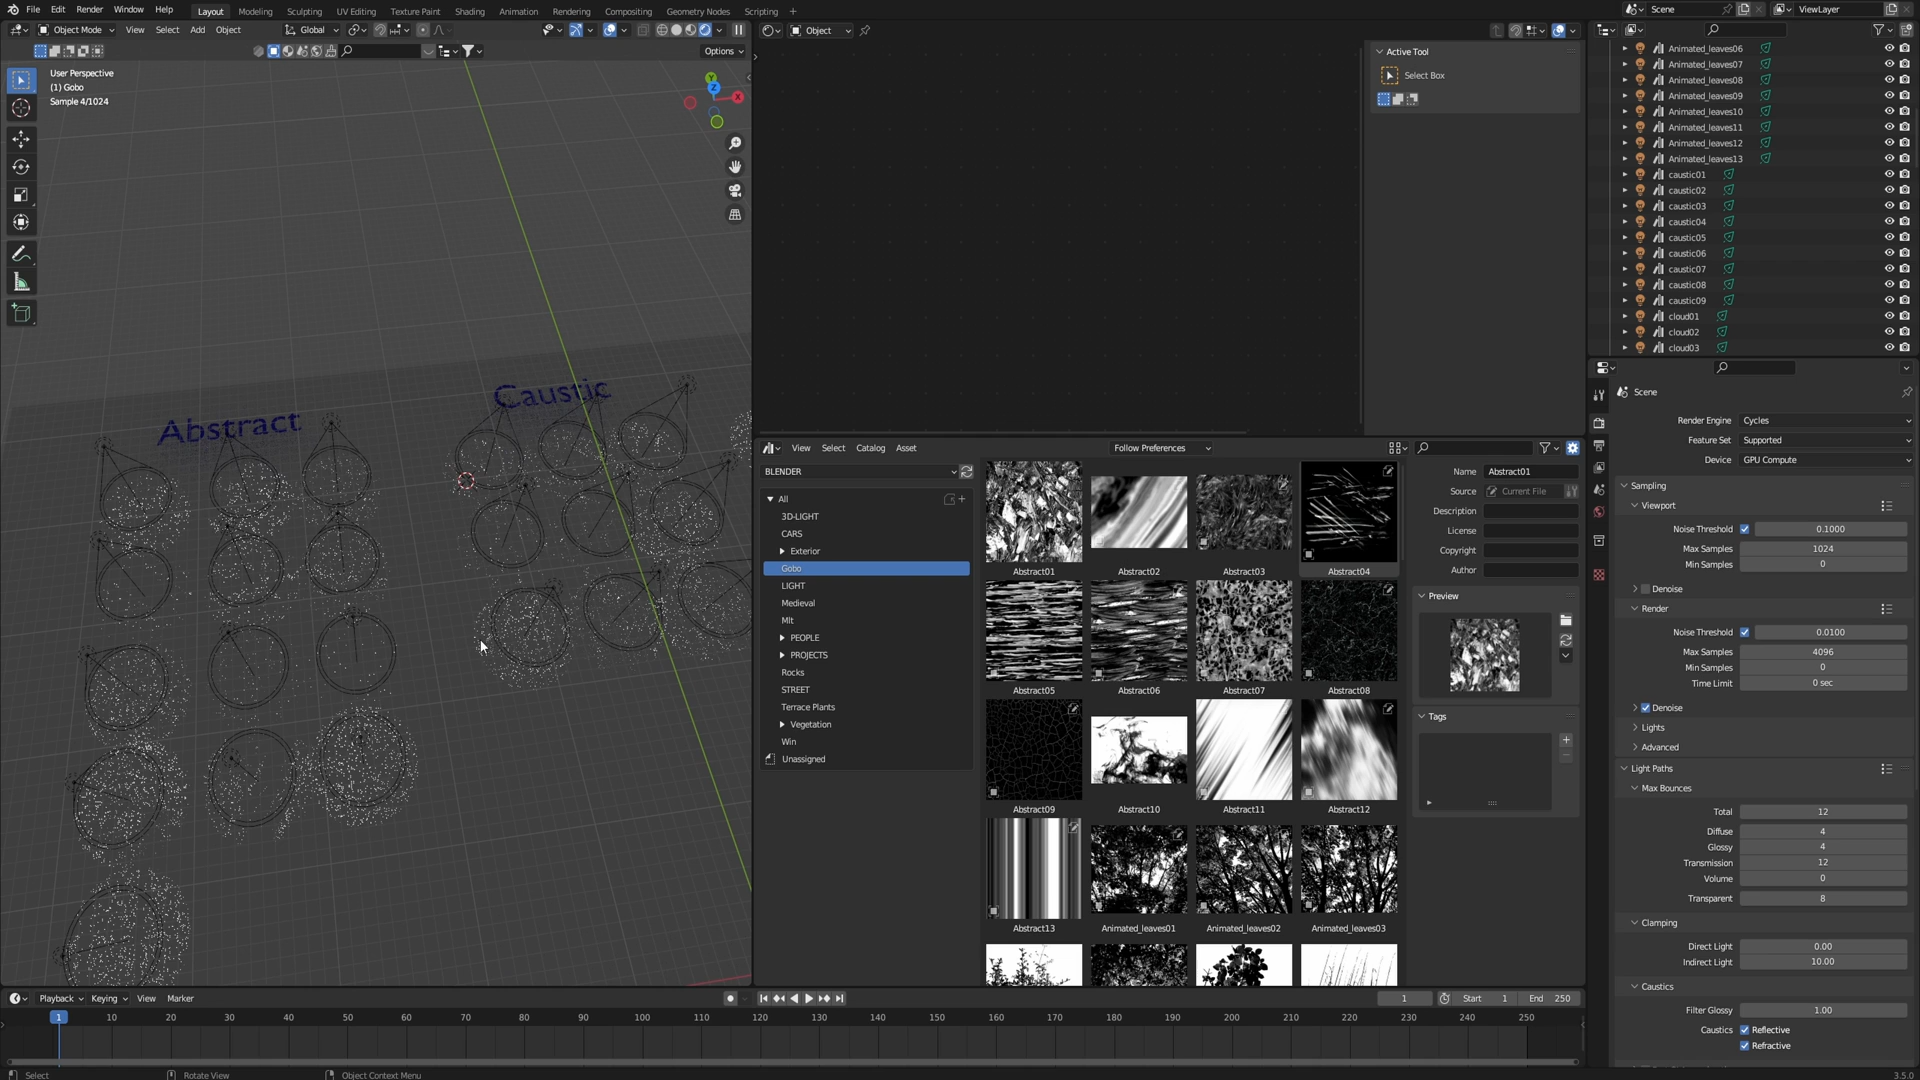 File Edit Render Window Help Layout Modeling Sculpting UV Editing Texture Paint Shading Animation Rendering Compositing Geometry Nodes Scripting + Scene ViewLayer
Object Mode View Select Add Object Global
Options
User Perspective
(1) Gobo
Sample 4/1024
Y
Z
X
Abstract
Caustic
Object
Active Tool
Select Box
View Select Catalog Asset Follow Preferences
BLENDER
All
3D-LIGHT
CARS
Exterior
Gobo
LIGHT
Medieval
Mlt
PEOPLE
PROJECTS
Rocks
STREET
Terrace Plants
Vegetation
Win
Unassigned
Abstract01 Abstract02 Abstract03 Abstract04
Abstract05 Abstract06 Abstract07 Abstract08
Abstract09 Abstract10 Abstract11 Abstract12
Abstract13 Animated_leaves01 Animated_leaves02 Animated_leaves03
Name Abstract01
Source Current File
Description
License
Copyright
Author
Preview
Tags
Animated_leaves06
Animated_leaves07
Animated_leaves08
Animated_leaves09
Animated_leaves10
Animated_leaves11
Animated_leaves12
Animated_leaves13
caustic01
caustic02
caustic03
caustic04
caustic05
caustic06
caustic07
caustic08
caustic09
cloud01
cloud02
cloud03
Scene
Render Engine Cycles
Feature Set Supported
Device GPU Compute
Sampling
Viewport
Noise Threshold 0.1000
Max Samples 1024
Min Samples 0
Denoise
Render
Noise Threshold 0.0100
Max Samples 4096
Min Samples 0
Time Limit 0 sec
Denoise
Lights
Advanced
Light Paths
Max Bounces
Total 12
Diffuse 4
Glossy 4
Transmission 12
Volume 0
Transparent 8
Clamping
Direct Light 0.00
Indirect Light 10.00
Caustics
Filter Glossy 1.00
Caustics Reflective
Refractive
Playback Keying View Marker 1 Start 1 End 250
1 10 20 30 40 50 60 70 80 90 100 110 120 130 140 150 160 170 180 190 200 210 220 230 240 250
Select Rotate View Object Context Menu 3.5.0